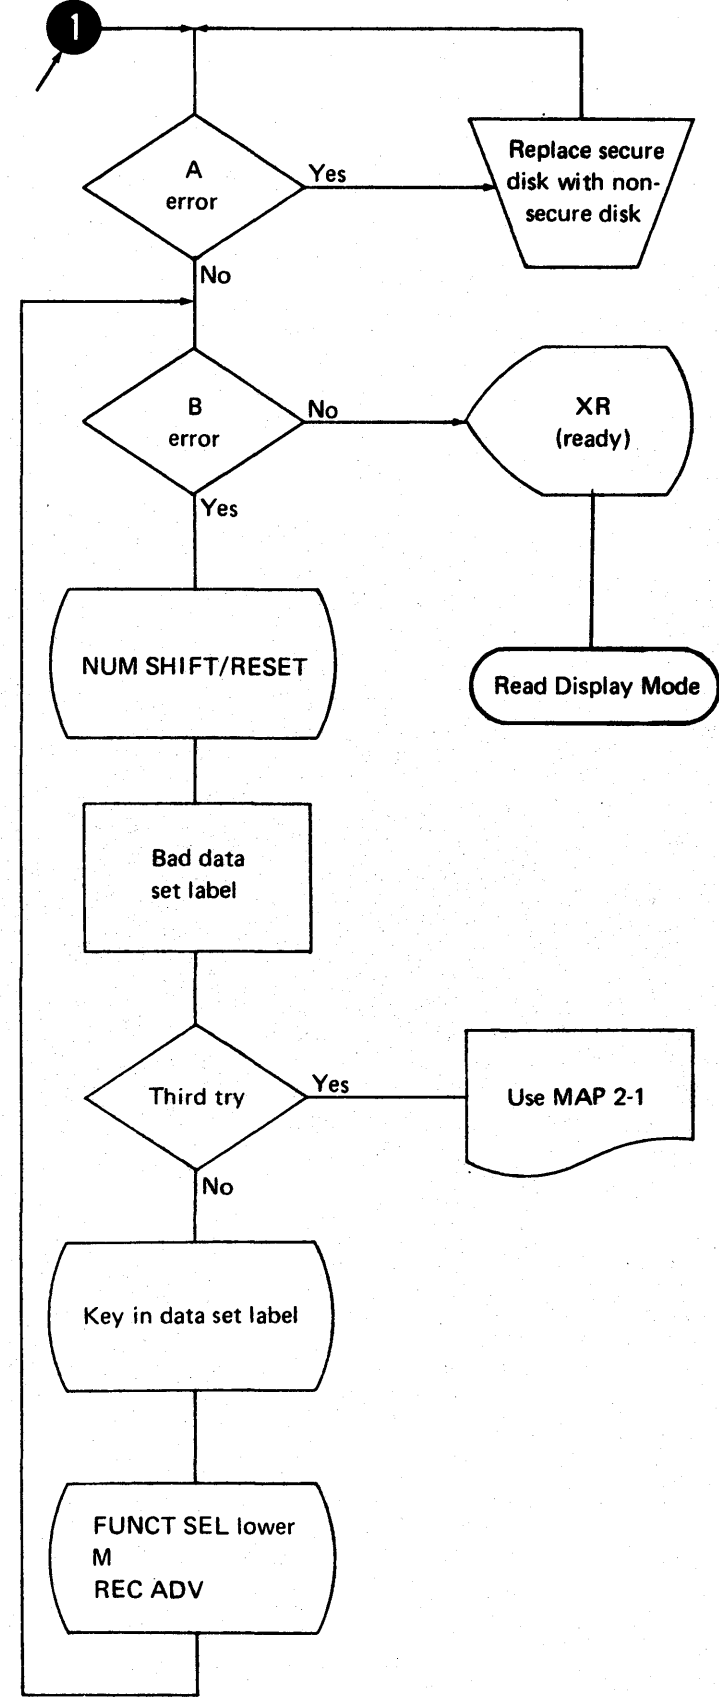 1
A
error
Yes
Replace secure
disk with non-
secure disk
No
B
error
No
XR
(ready)
Yes
NUM SHIFT/RESET
Read Display Mode
Bad data
set label
Third try
Yes
Use MAP 2-1
No
Key in data set label
FUNCT SEL lower
M
REC ADV